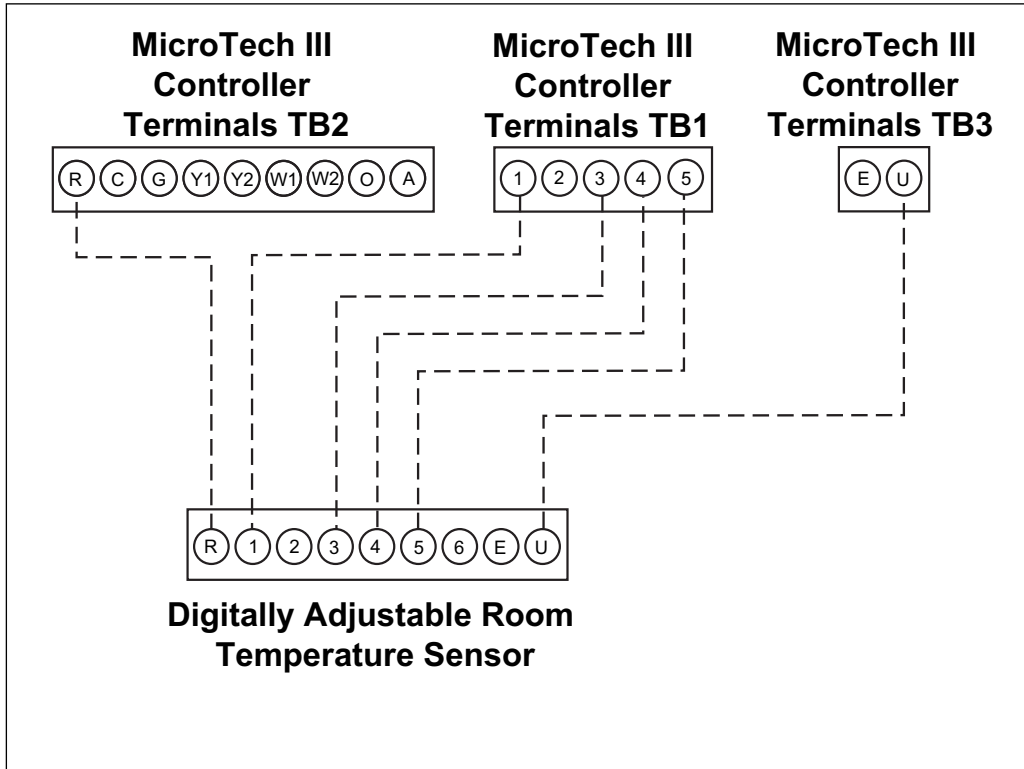 MicroTech III
Controller
Terminals TB2
MicroTech III
Controller
Terminals TB1
MicroTech III
Controller
Terminals TB3
R C G Y1 Y2 W1 W2 O A
1 2 3 4 5
E U
R 1 2 3 4 5 6 E U
Digitally Adjustable Room
Temperature Sensor